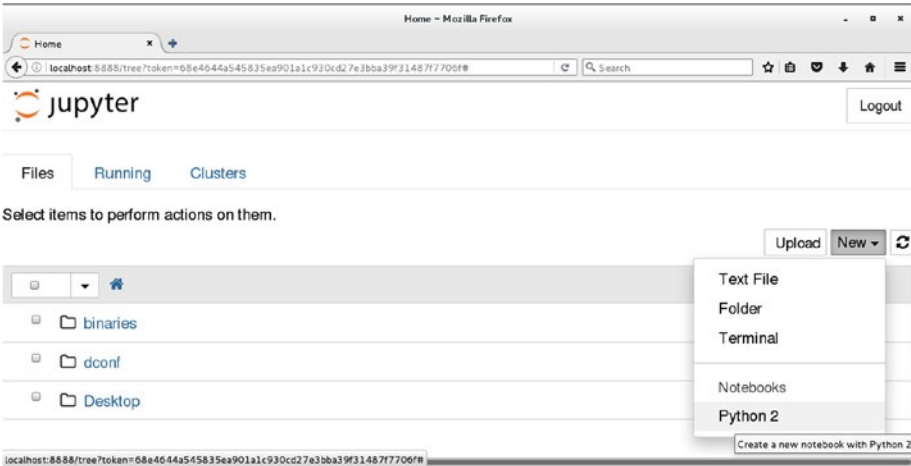 Home - Mozilla Firefox
Home
localhost:8888/tree?token=68e4644a545835ea901a1c930cd27e3bba39f31487f7706f#
Search
jupyter
Logout
Files Running Clusters
Select items to perform actions on them.
Upload New
Text File
Folder
Terminal
Notebooks
Python 2
binaries
dconf
Desktop
Create a new notebook with Python 2
localhost:8888/tree?token=68e4644a545835ea901a1c930cd27e3bba39f31487f7706f#